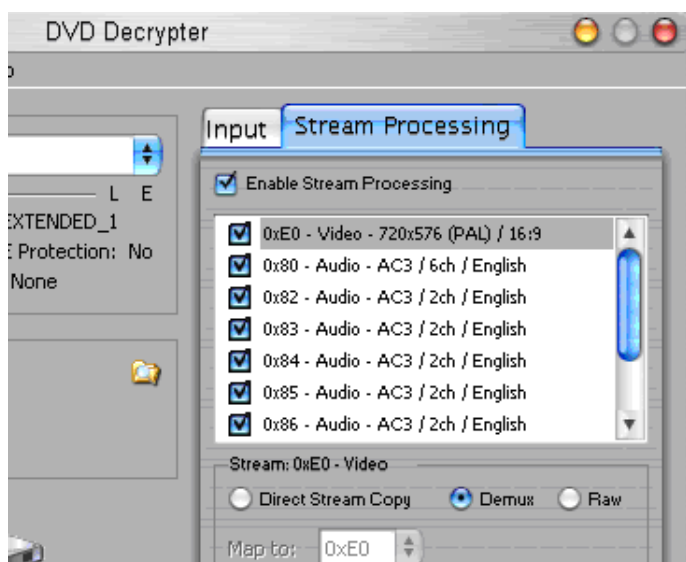 DVD Decrypter
Input Stream Processing
L E
Enable Stream Processing
EXTENDED_1
Protection: No
None
0xE0 - Video - 720x576 (PAL) / 16:9
0x80 - Audio - AC3 / 6ch / English
0x82 - Audio - AC3 / 2ch / English
0x83 - Audio - AC3 / 2ch / English
0x84 - Audio - AC3 / 2ch / English
0x85 - Audio - AC3 / 2ch / English
0x86 - Audio - AC3 / 2ch / English
Stream: 0xE0 - Video
Direct Stream Copy Demux Raw
Map to: 0xE0